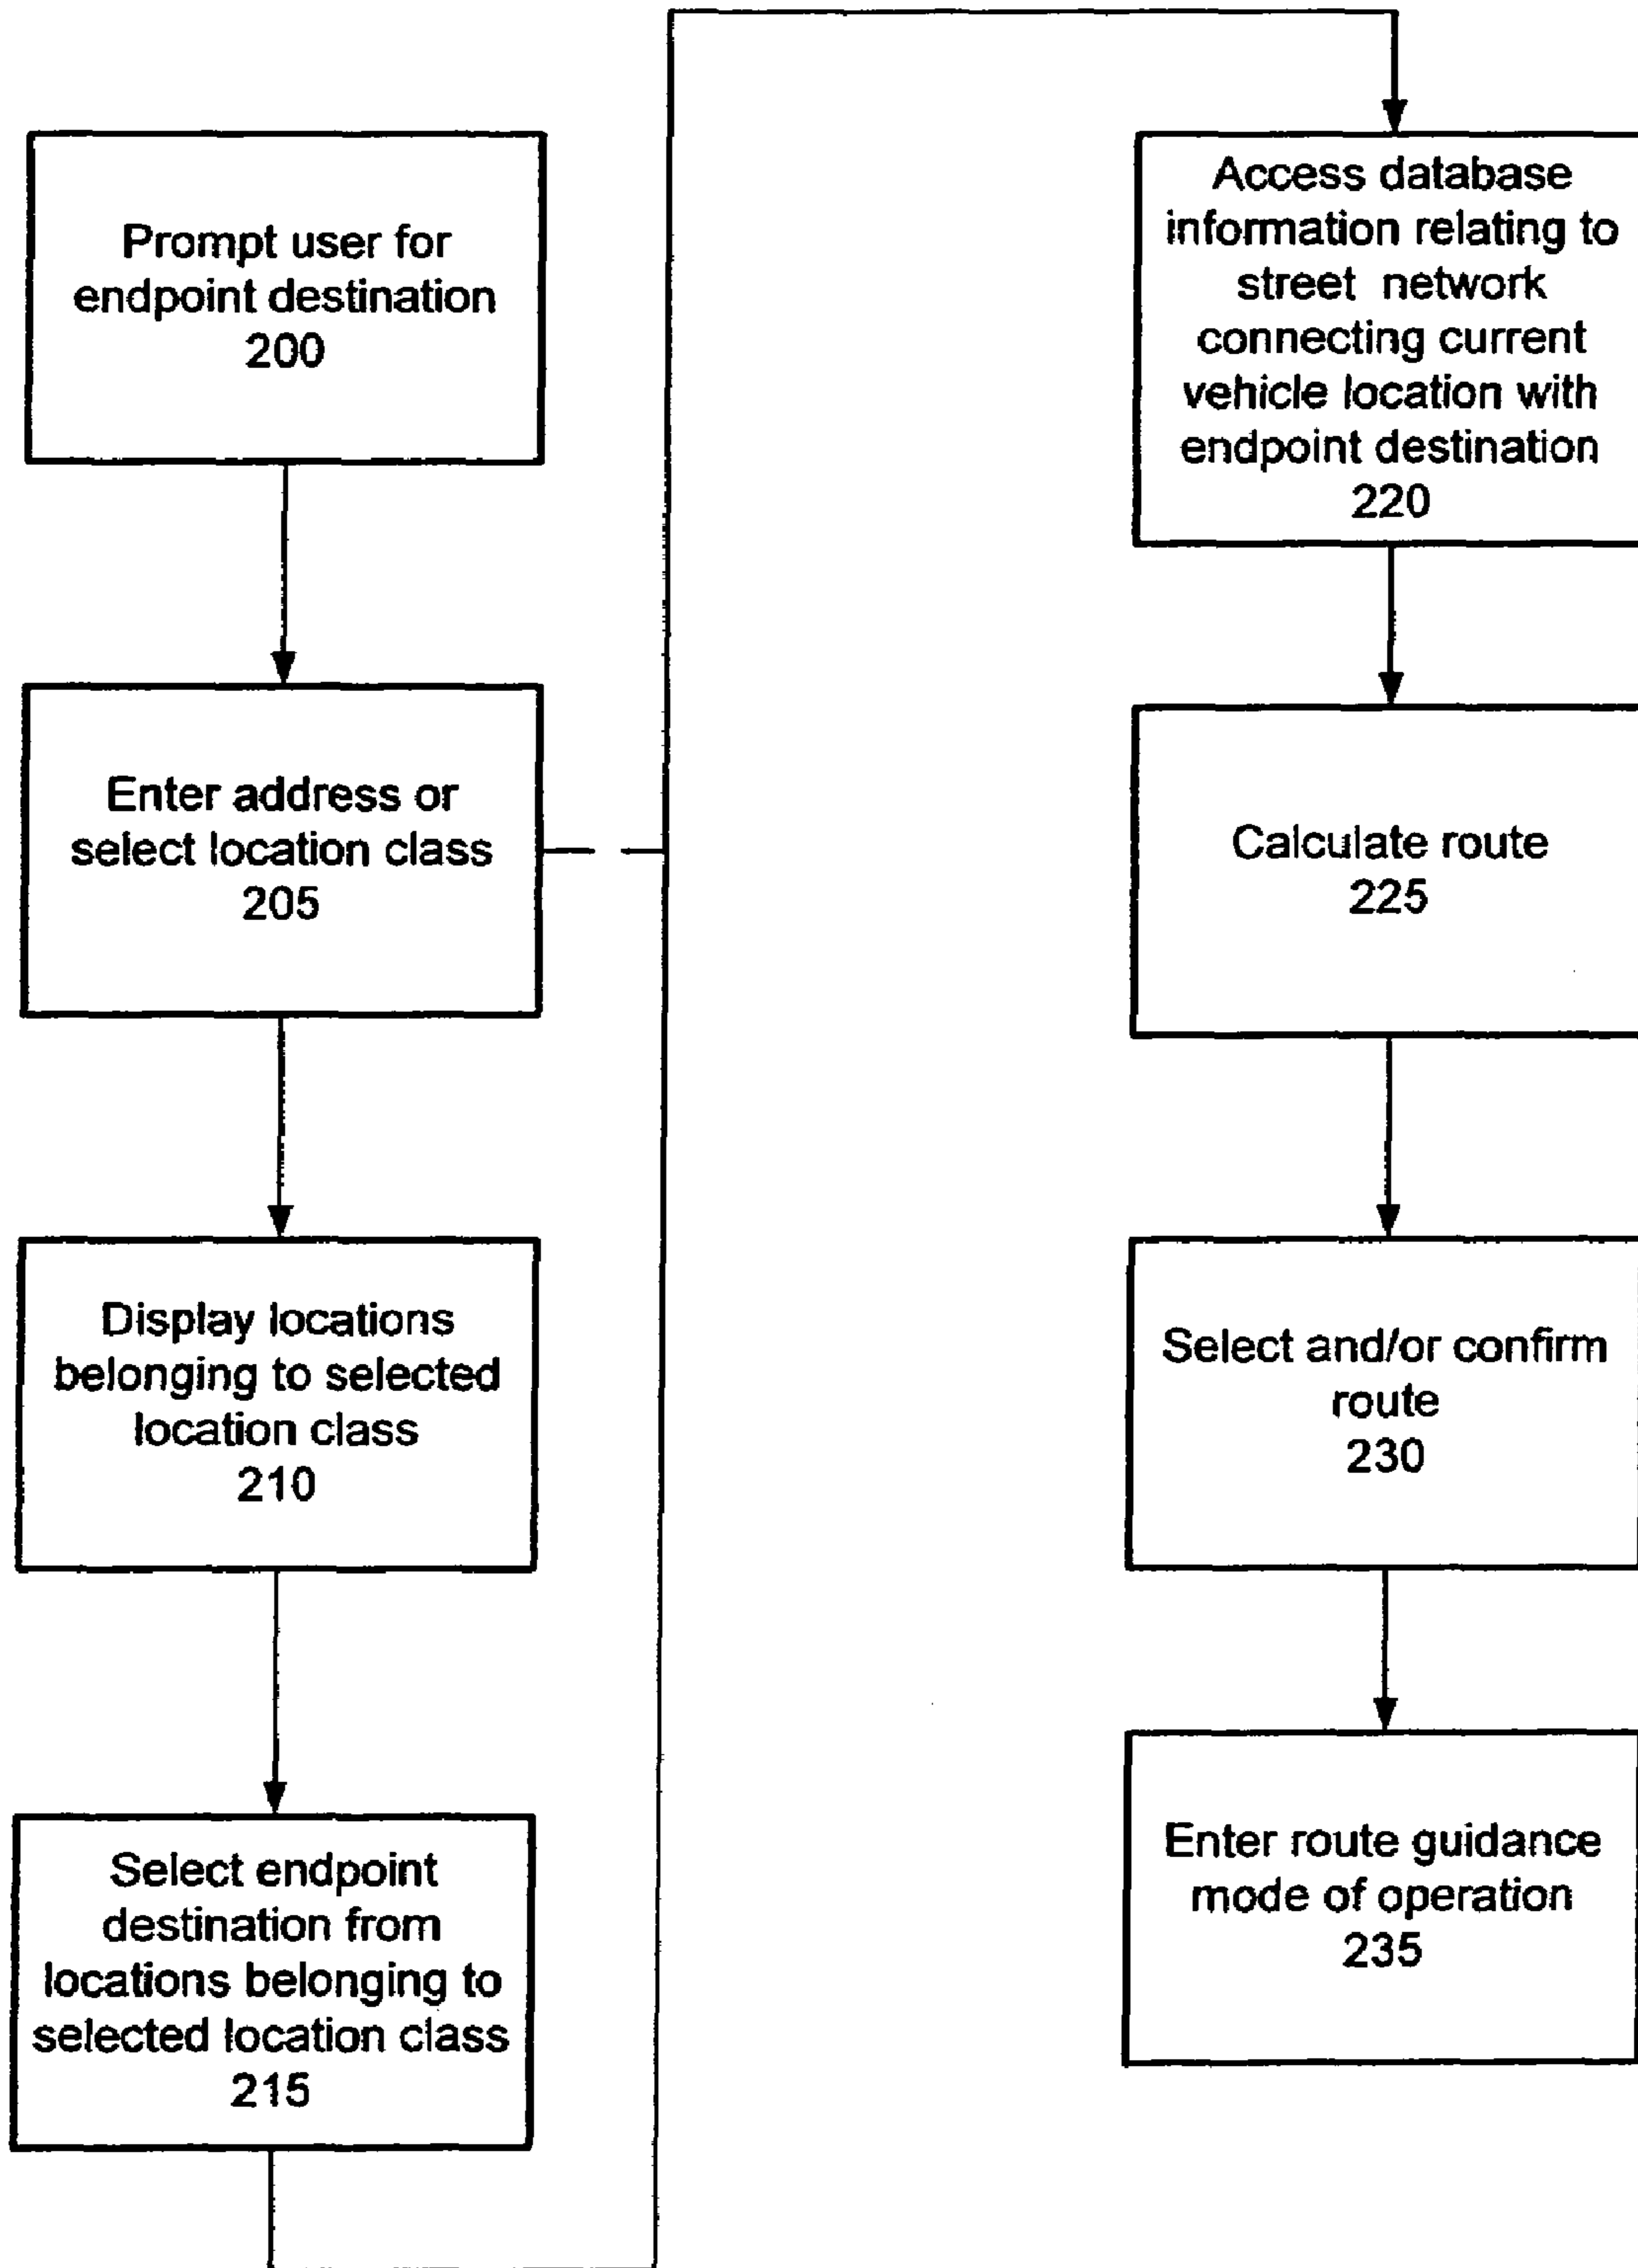 Prompt user for
endpoint destination
200
Enter address or
select location class
205
Display locations
belonging to selected
location class
210
Select endpoint
destination from
locations belonging to
selected location class
215
Access database
information relating to
street network
connecting current
vehicle location with
endpoint destination
220
Calculate route
225
Select and/or confirm
route
230
Enter route guidance
mode of operation
235